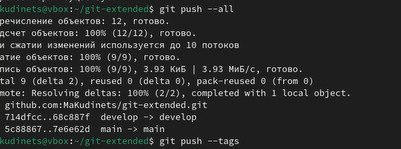 kudinets@vbox:~/git-extended$ git push --all
речисление объектов: 12, готово.
дсчет объектов: 100% (12/12), готово.
и сжатии изменений используется до 10 потоков
атие объектов: 100% (9/9), готово.
пись объектов: 100% (9/9), 3.93 КиБ | 3.93 МиБ/с, готово.
tal 9 (delta 2), reused 0 (delta 0), pack-reused 0 (from 0)
mote: Resolving deltas: 100% (2/2), completed with 1 local object.
github.com:MaKudinets/git-extended.git
714dfcc..68c887f develop -> develop
5c88867..7e6e62d main -> main
kudinets@vbox:~/git-extended$ git push --tags